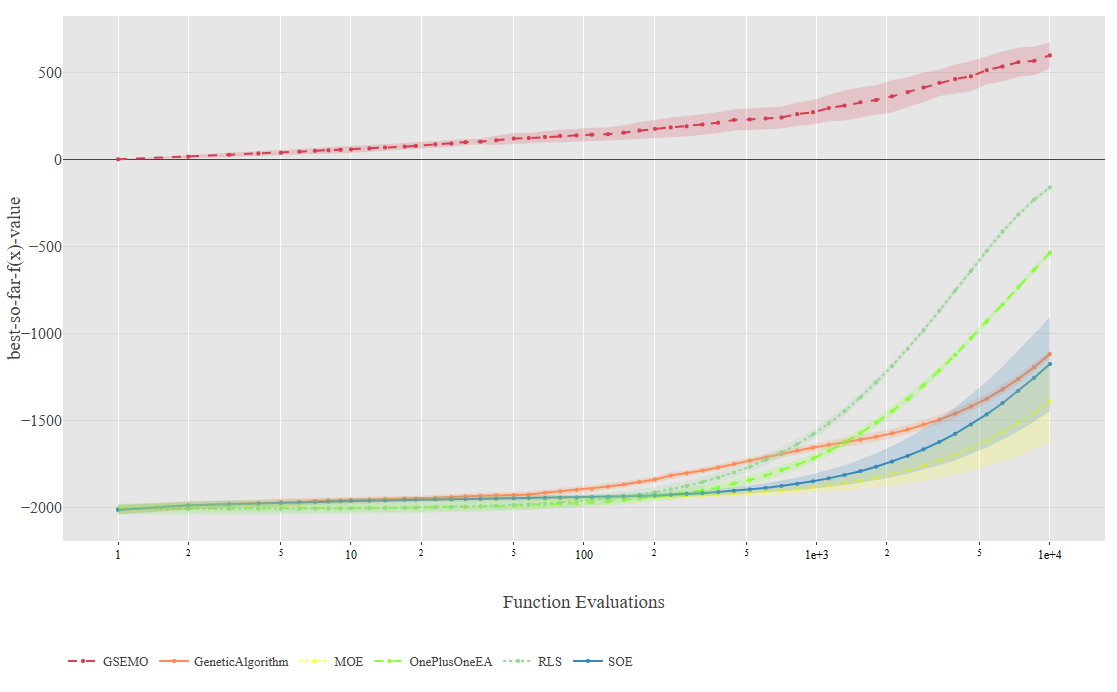 best-so-far-f(x)-value
500
0
−500
−1000
−1500
−2000
1 2 5 10 2 5 100 2 5 1e+3 2 5 1e+4
Function Evaluations
GSEMO GeneticAlgorithm MOE OnePlusOneEA RLS SOE